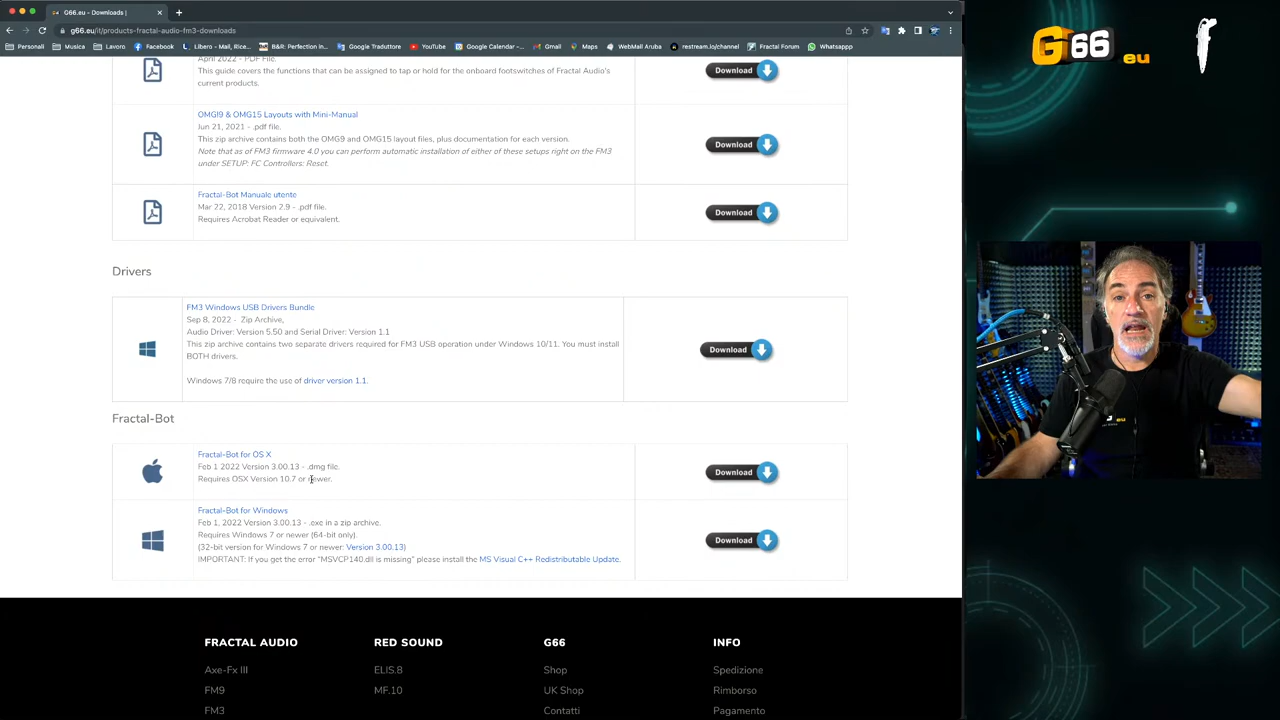 G66.eu – Downloads |
g66.eu/it/products-fractal-audio-fm3-downloads
Personali
Musica
Lavoro
Facebook
Libero - Mail, Rice...
B&R: Perfection in...
Google Traduttore
YouTube
Google Calendar -...
Gmail
Maps
WebMail Aruba
restream.io/channel
Fractal Forum
Whatsappp
G66
eu
April 2022 - PDF File.
This guide covers the functions that can be assigned to tap or hold for the onboard footswitches of Fractal Audio's
current products.
Download
OMGI9 & OMG15 Layouts with Mini-Manual
Jun 21, 2021 - .pdf file.
This zip archive contains both the OMG9 and OMG15 layout files, plus documentation for each version.
Note that as of FM3 firmware 4.0 you can perform automatic installation of either of these setups right on the FM3
under SETUP: FC Controllers: Reset.
Download
Fractal-Bot Manuale utente
Mar 22, 2018 Version 2.9 - .pdf file.
Requires Acrobat Reader or equivalent.
Download
Drivers
FM3 Windows USB Drivers Bundle
Sep 8, 2022 - Zip Archive,
Audio Driver: Version 5.50 and Serial Driver: Version 1.1
This zip archive contains two separate drivers required for FM3 USB operation under Windows 10/11. You must install
BOTH drivers.
Windows 7/8 require the use of driver version 1.1.
Download
Fractal-Bot
Fractal-Bot for OS X
Feb 1 2022 Version 3.00.13 - .dmg file.
Requires OSX Version 10.7 or newer.
Download
Fractal-Bot for Windows
Feb 1, 2022 Version 3.00.13 - .exe in a zip archive.
Requires Windows 7 or newer (64-bit only).
(32-bit version for Windows 7 or newer: Version 3.00.13)
IMPORTANT: If you get the error "MSVCP140.dll is missing" please install the MS Visual C++ Redistributable Update.
Download
FRACTAL AUDIO
Axe-Fx III
FM9
FM3
RED SOUND
ELIS.8
MF.10
G66
Shop
UK Shop
Contatti
INFO
Spedizione
Rimborso
Pagamento